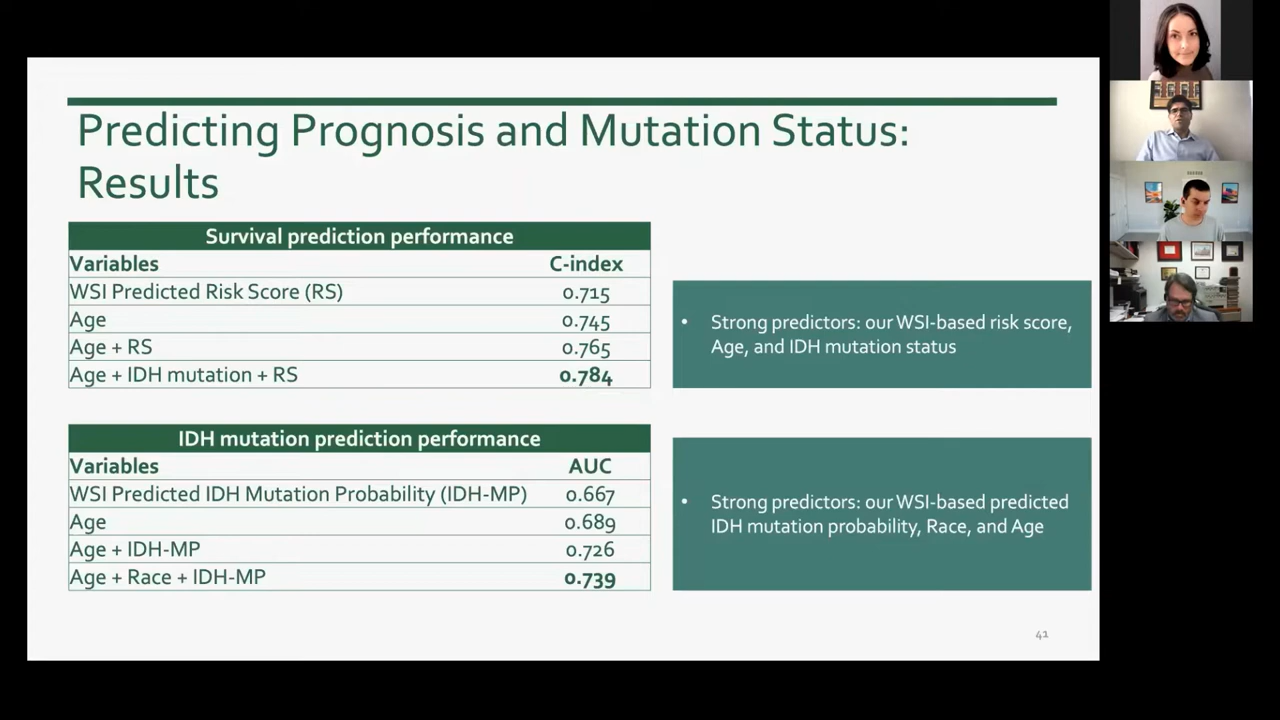 Predicting Prognosis and Mutation Status:
Results
Survival prediction performance
Variables C-index
WSI Predicted Risk Score (RS) 0.715
Age 0.745
Age + RS 0.765
Age + IDH mutation + RS 0.784
• Strong predictors: our WSI-based risk score,
Age, and IDH mutation status
IDH mutation prediction performance
Variables AUC
WSI Predicted IDH Mutation Probability (IDH-MP) 0.667
Age 0.689
Age + IDH-MP 0.726
Age + Race + IDH-MP 0.739
• Strong predictors: our WSI-based predicted
IDH mutation probability, Race, and Age
41